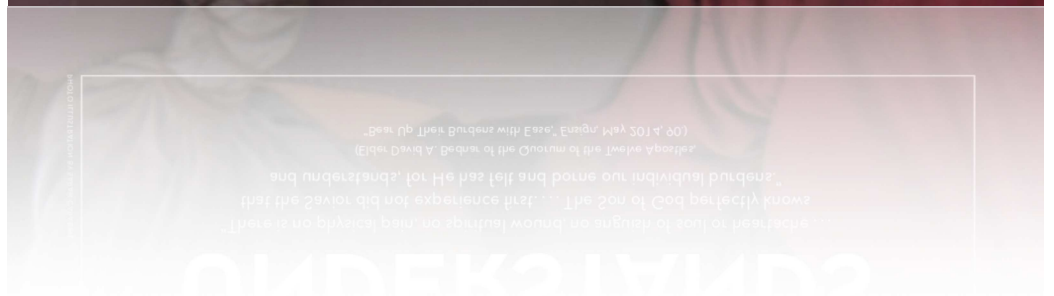 UNDERSTANDS
"There is no physical pain, no spiritual wound, no anguish of soul or heartache
that the Savior did not experience first. . . . The Son of God perfectly knows
and understands, for He has felt and borne our individual burdens."
(Elder David A. Bednar of the Quorum of the Twelve Apostles,
"Bear Up Their Burdens with Ease," Ensign, May 2014, 90.)